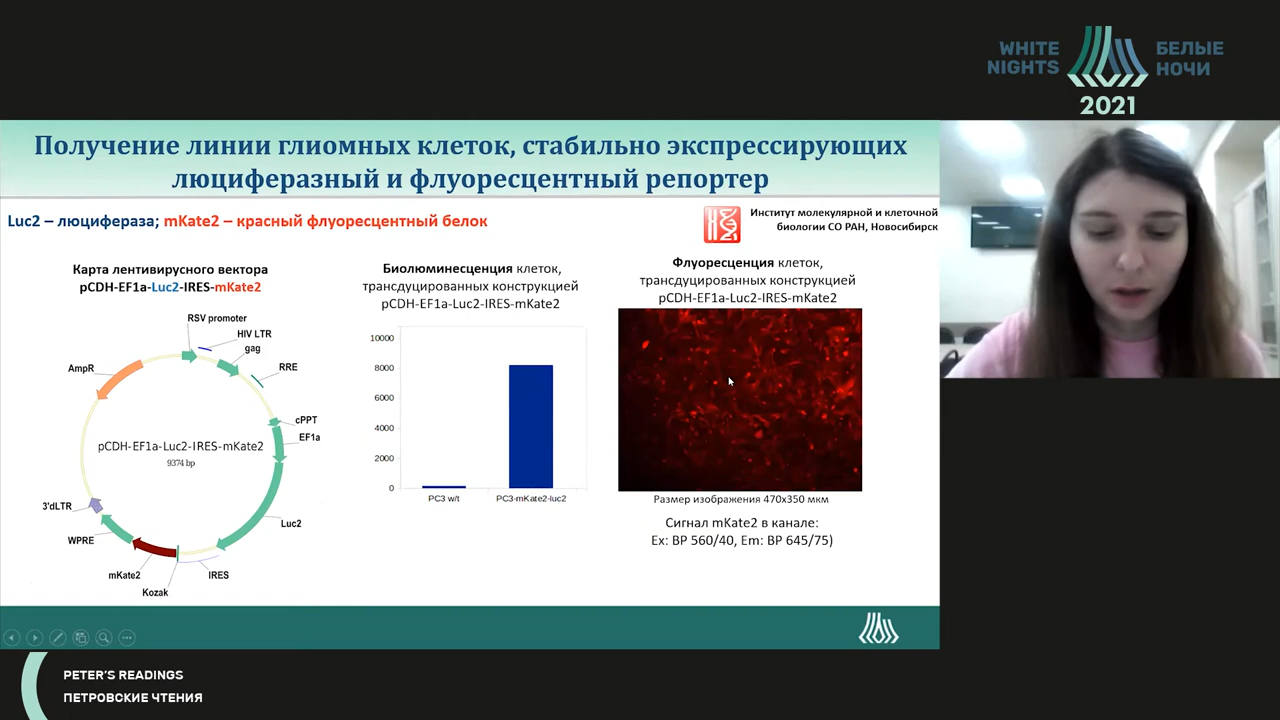 WHITE
NIGHTS
БЕЛЫЕ
НОЧИ
2021
Получение линии глиомных клеток, стабильно экспрессирующих
люциферазный и флуоресцентный репортер
Luc2 – люцифераза; mKate2 – красный флуоресцентный белок
Институт молекулярной и клеточной
биологии СО РАН, Новосибирск
Карта лентивирусного вектора
pCDH-EF1a-Luc2-IRES-mKate2
RSV promoter
HIV LTR
gag
RRE
AmpR
cPPT
EF1a
pCDH-EF1a-Luc2-IRES-mKate2
9374 bp
3'dLTR
Luc2
WPRE
mKate2
IRES
Kozak
Биолюминесценция клеток,
трансдуцированных конструкцией
pCDH-EF1a-Luc2-IRES-mKate2
10000
8000
6000
4000
2000
0
PC3 w/t
PC3-mKate2-luc2
Флуоресценция клеток,
трансдуцированных конструкцией
pCDH-EF1a-Luc2-IRES-mKate2
Размер изображения 470х350 мкм
Сигнал mKate2 в канале:
Ex: BP 560/40, Em: BP 645/75)
PETER'S READINGS
ПЕТРОВСКИЕ ЧТЕНИЯ